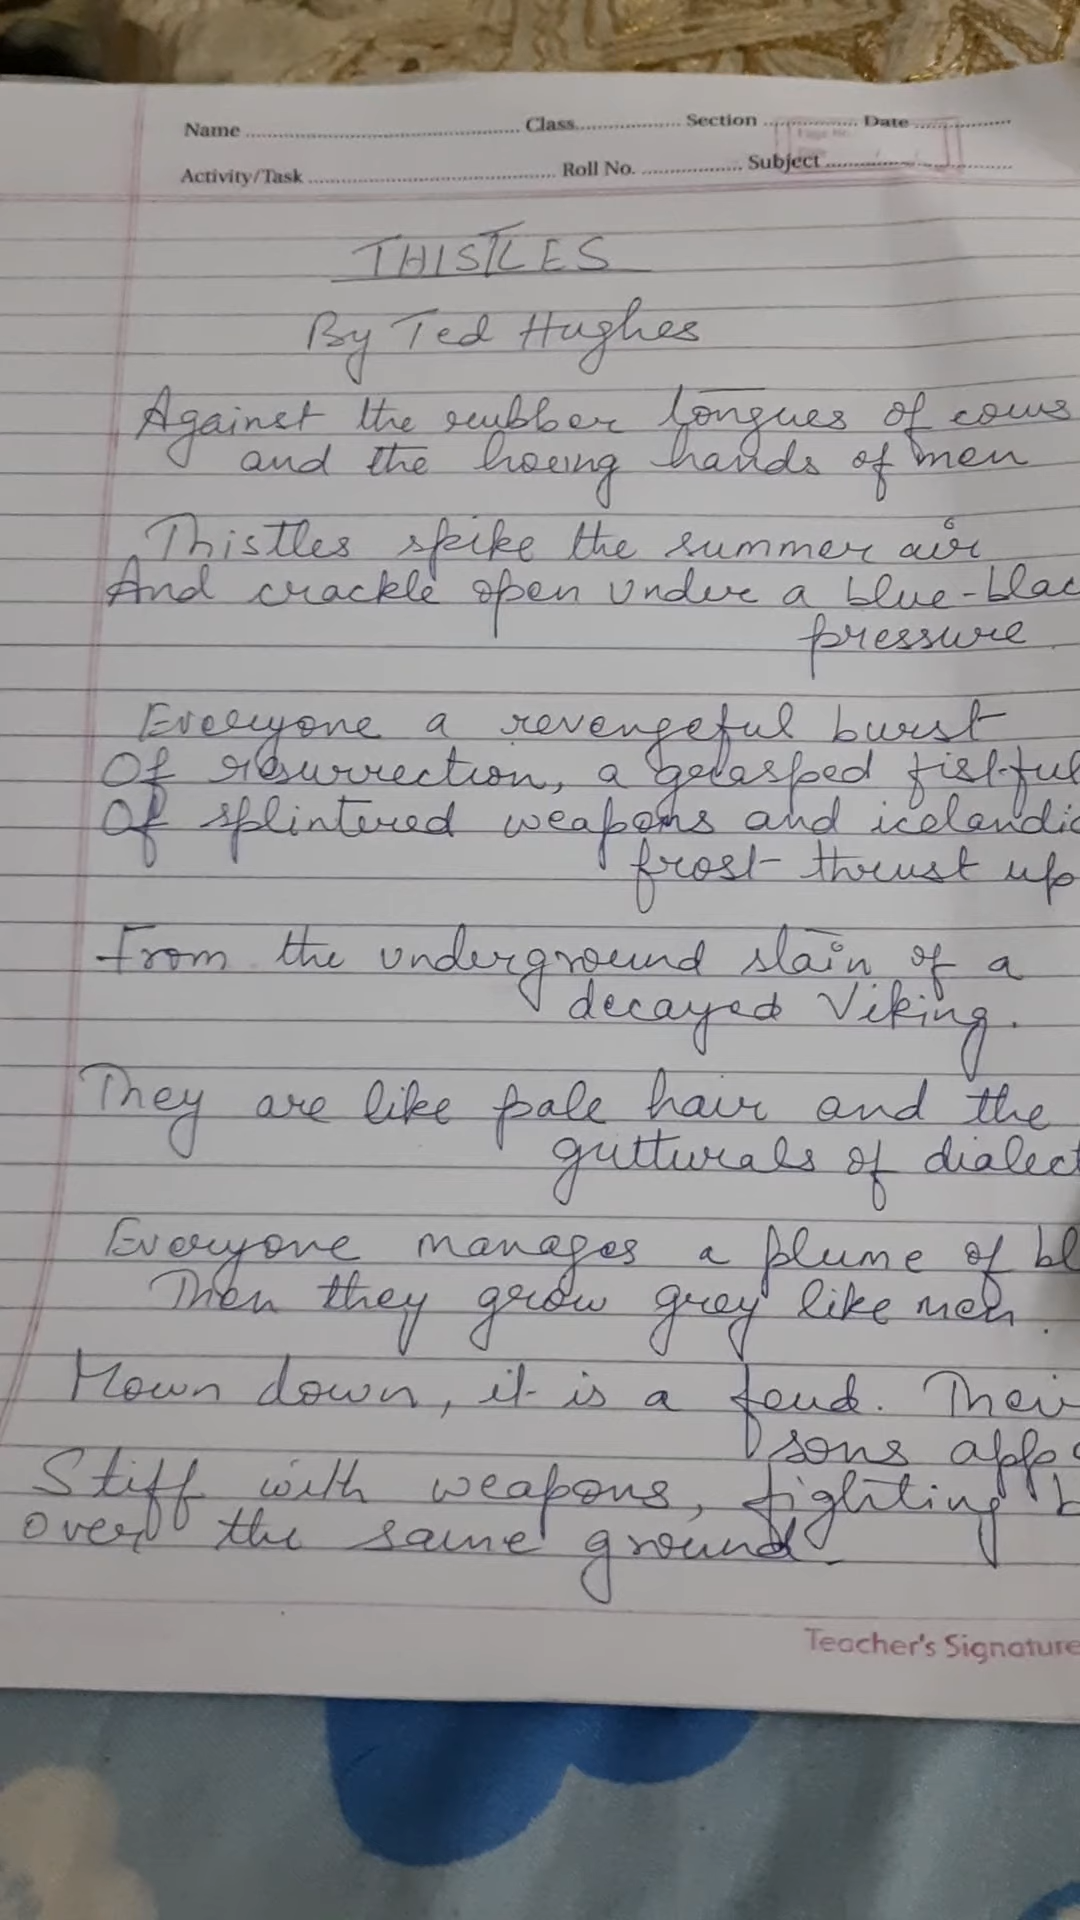 Name Class Section Date
Activity/Task Roll No. Subject
THISTLES
By Ted Hughes
Against the rubber tongues of cows
and the hoeing hands of men
Thistles spike the summer air
And crackle open under a blue-blac
pressure
Everyone a revengeful burst
Of resurrection, a grasped fistful
Of splintered weapons and icelandic
frost thrust up
From the underground stain of a
decayed Viking.
They are like pale hair and the
gutturals of dialect
Everyone manages a plume of bl
Then they grow grey like men.
Mown down, it is a feud. Their
sons app
Stiff with weapons, fighting b
over the same ground.
Teacher's Signature